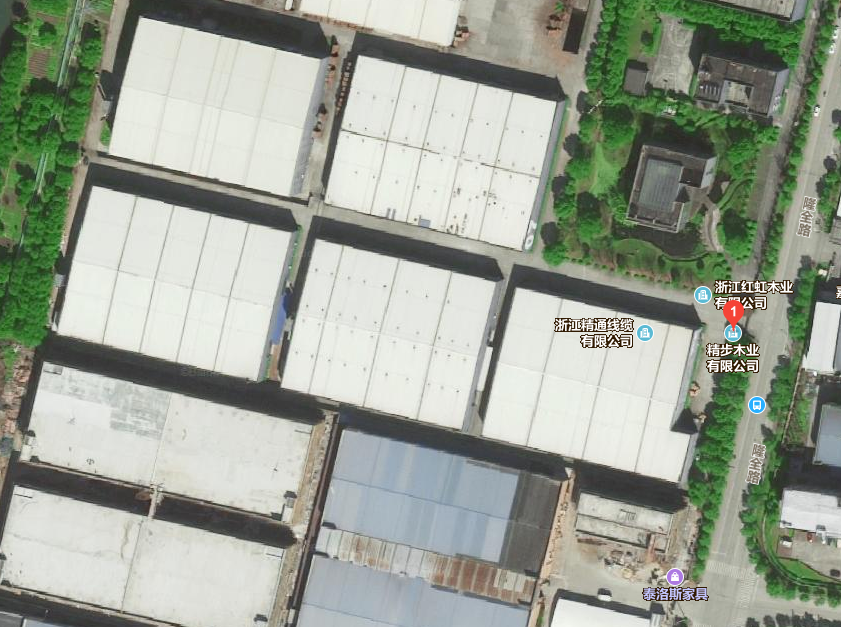 隆全路
浙江红虹木业
有限公司
1
浙江精通线缆
有限公司
精步木业
有限公司
隆全路
泰洛斯家具